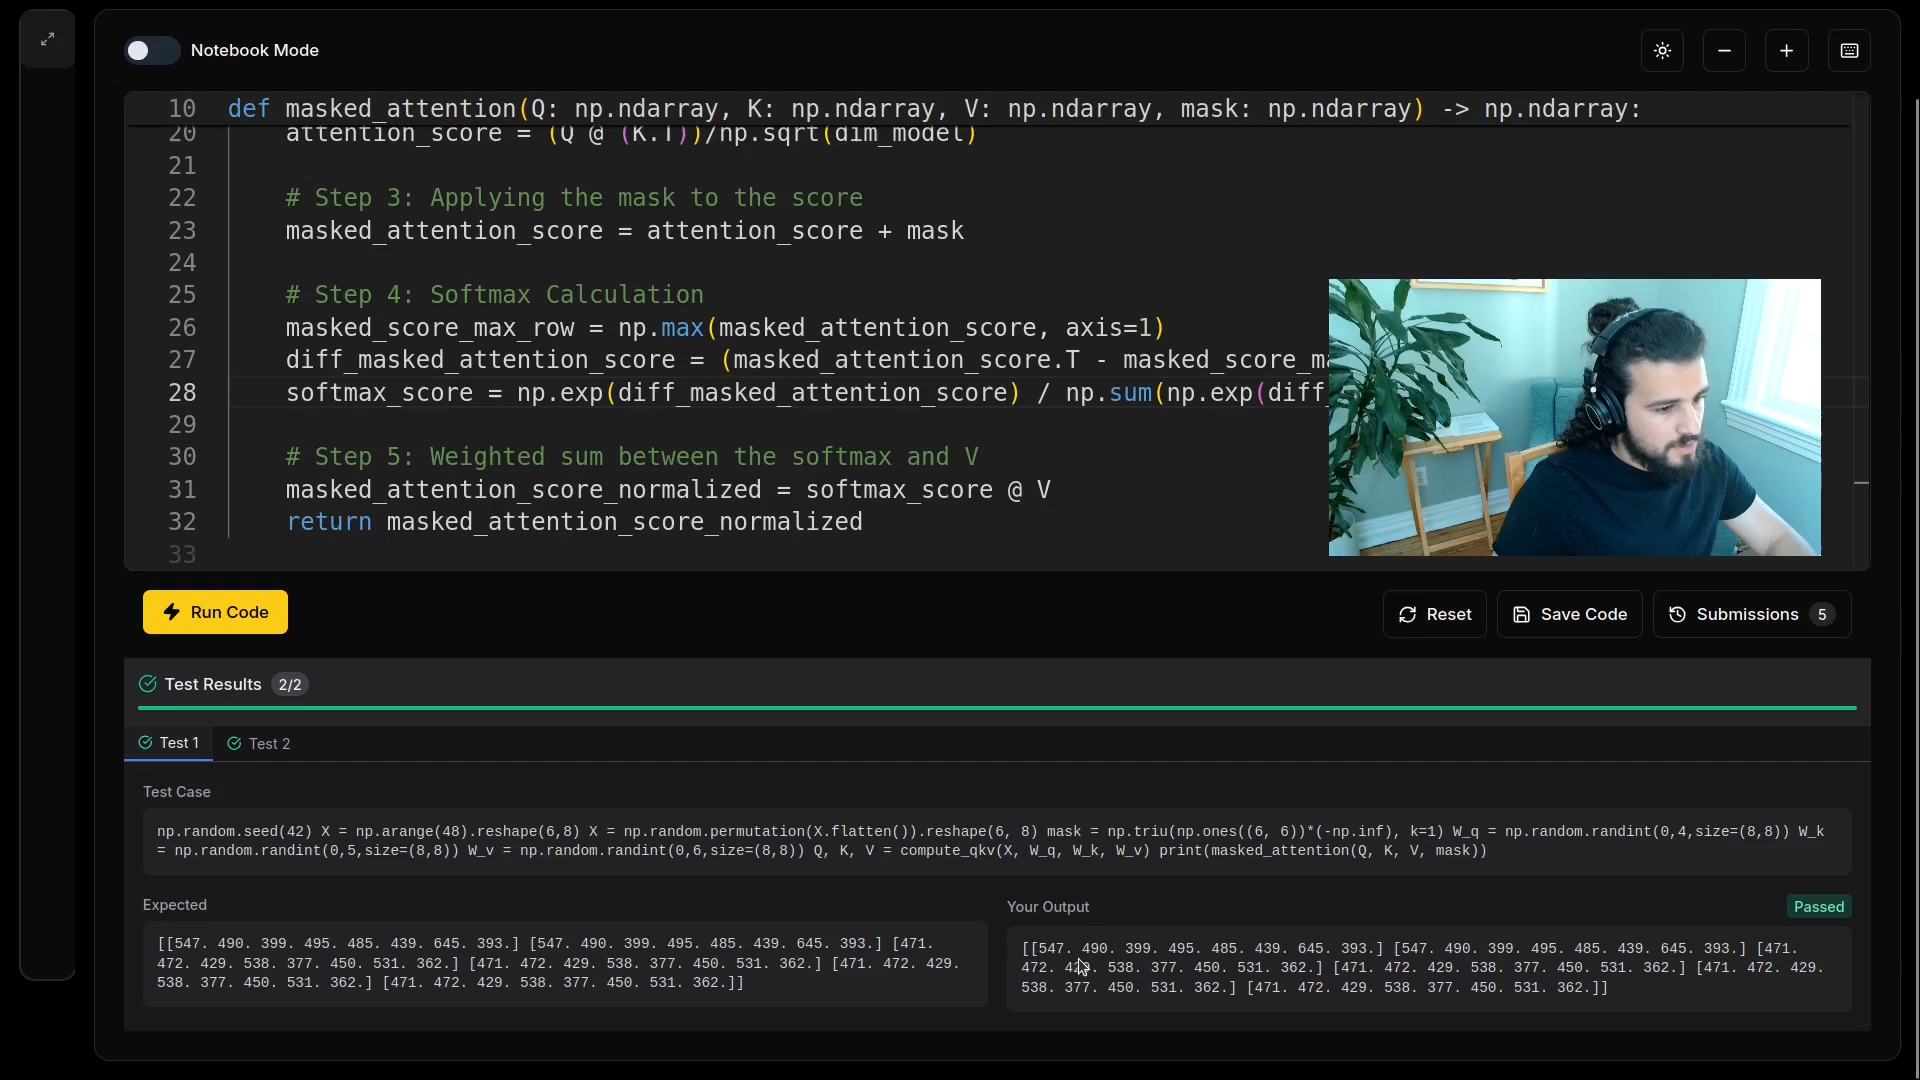 Notebook Mode
10 def masked_attention(Q: np.ndarray, K: np.ndarray, V: np.ndarray, mask: np.ndarray) -> np.ndarray:
20 attention_score = (Q @ (K.T))/np.sqrt(dim_model)
21
22 # Step 3: Applying the mask to the score
23 masked_attention_score = attention_score + mask
24
25 # Step 4: Softmax Calculation
26 masked_score_max_row = np.max(masked_attention_score, axis=1)
27 diff_masked_attention_score = (masked_attention_score.T - masked_score_ma
28 softmax_score = np.exp(diff_masked_attention_score) / np.sum(np.exp(diff_
29
30 # Step 5: Weighted sum between the softmax and V
31 masked_attention_score_normalized = softmax_score @ V
32 return masked_attention_score_normalized
33
Run Code
Reset
Save Code
Submissions 5
Test Results 2/2
Test 1
Test 2
Test Case
np.random.seed(42) X = np.arange(48).reshape(6,8) X = np.random.permutation(X.flatten()).reshape(6, 8) mask = np.triu(np.ones((6, 6))*(-np.inf), k=1) W_q = np.random.randint(0,4,size=(8,8)) W_k
= np.random.randint(0,5,size=(8,8)) W_v = np.random.randint(0,6,size=(8,8)) Q, K, V = compute_qkv(X, W_q, W_k, W_v) print(masked_attention(Q, K, V, mask))
Expected
[[547. 490. 399. 495. 485. 439. 645. 393.] [547. 490. 399. 495. 485. 439. 645. 393.] [471.
472. 429. 538. 377. 450. 531. 362.] [471. 472. 429. 538. 377. 450. 531. 362.] [471. 472. 429.
538. 377. 450. 531. 362.] [471. 472. 429. 538. 377. 450. 531. 362.]]
Your Output
Passed
[[547. 490. 399. 495. 485. 439. 645. 393.] [547. 490. 399. 495. 485. 439. 645. 393.] [471.
472. 429. 538. 377. 450. 531. 362.] [471. 472. 429. 538. 377. 450. 531. 362.] [471. 472. 429.
538. 377. 450. 531. 362.] [471. 472. 429. 538. 377. 450. 531. 362.]]